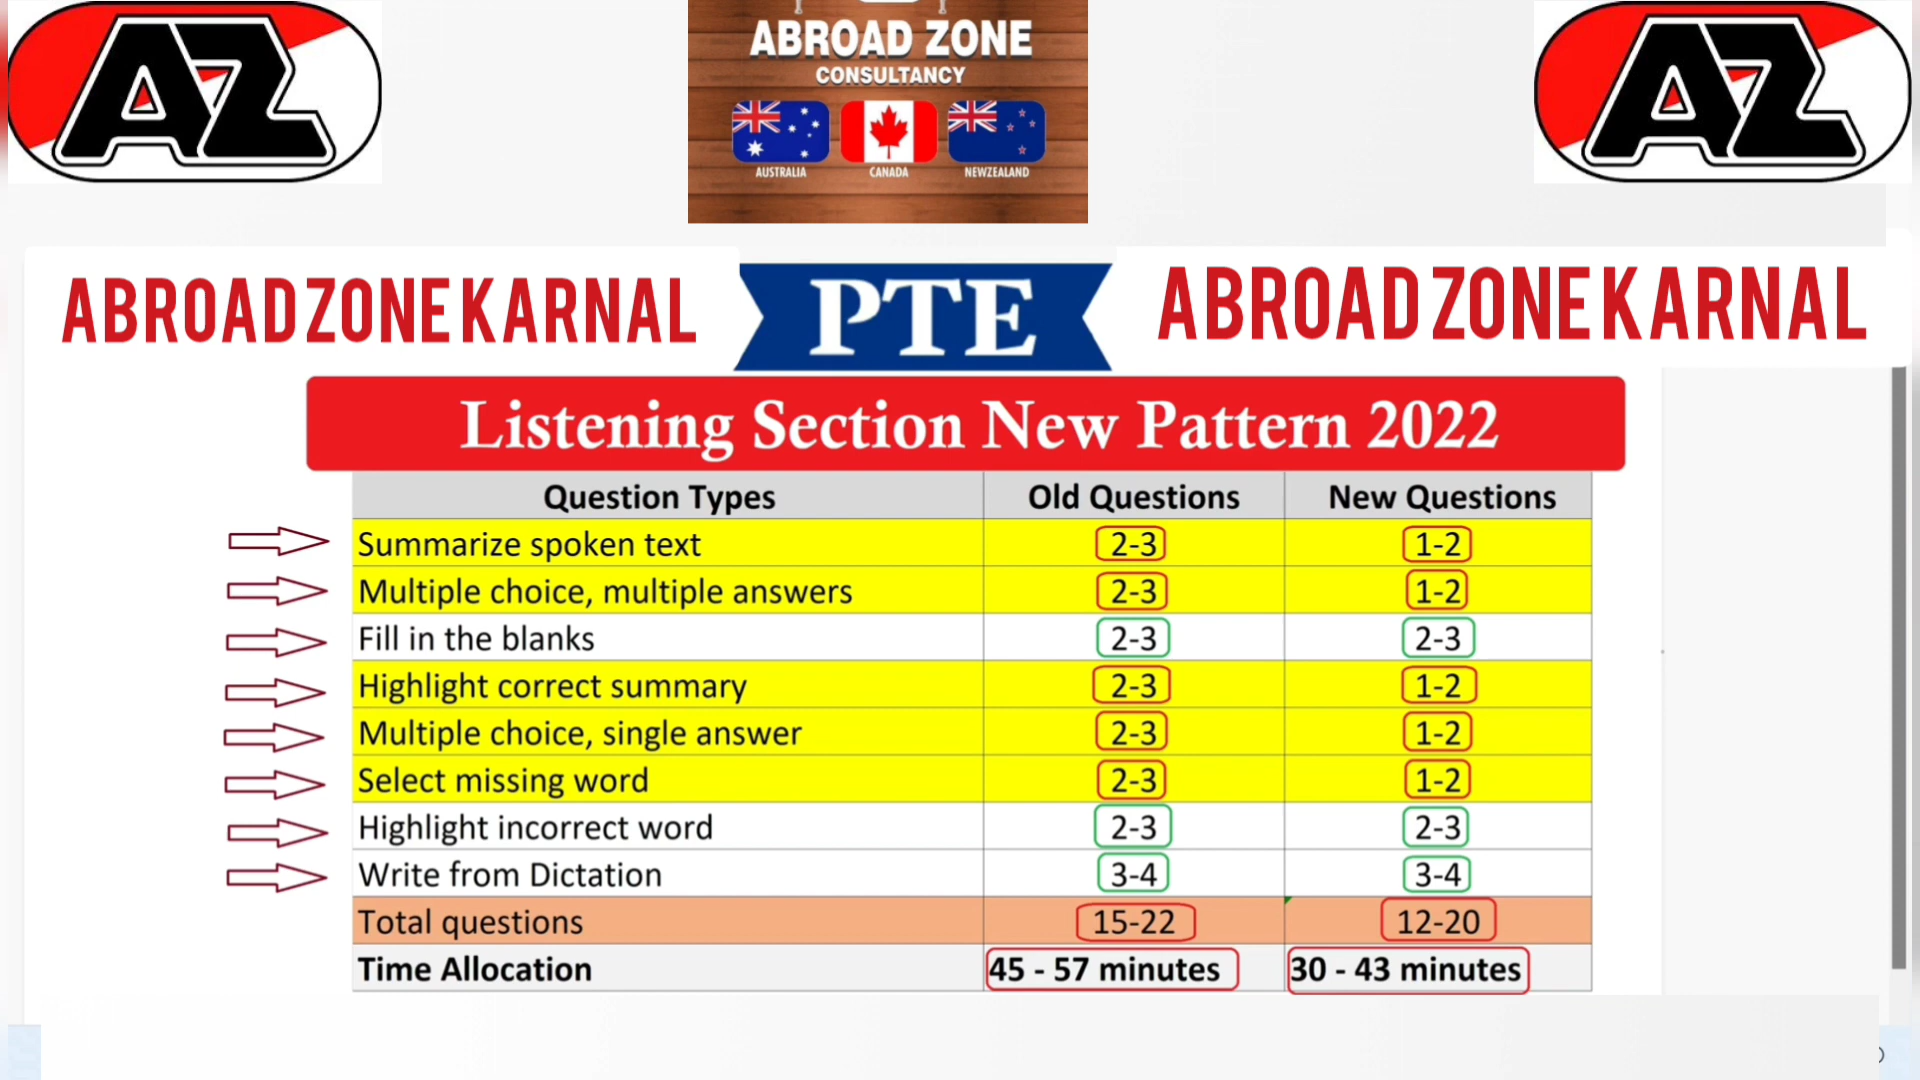 AZ
ABROAD ZONE
CONSULTANCY
AUSTRALIA CANADA NEWZEALAND
AZ
ABROAD ZONE KARNAL
PTE
ABROAD ZONE KARNAL
Listening Section New Pattern 2022
Question Types Old Questions New Questions
Summarize spoken text 2-3 1-2
Multiple choice, multiple answers 2-3 1-2
Fill in the blanks 2-3 2-3
Highlight correct summary 2-3 1-2
Multiple choice, single answer 2-3 1-2
Select missing word 2-3 1-2
Highlight incorrect word 2-3 2-3
Write from Dictation 3-4 3-4
Total questions 15-22 12-20
Time Allocation 45 - 57 minutes 30 - 43 minutes